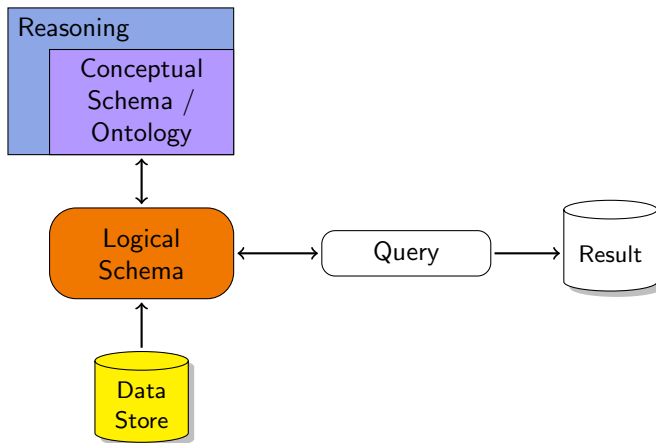 Reasoning
Conceptual
Schema /
Ontology
Logical
Schema
Query
Result
Data
Store